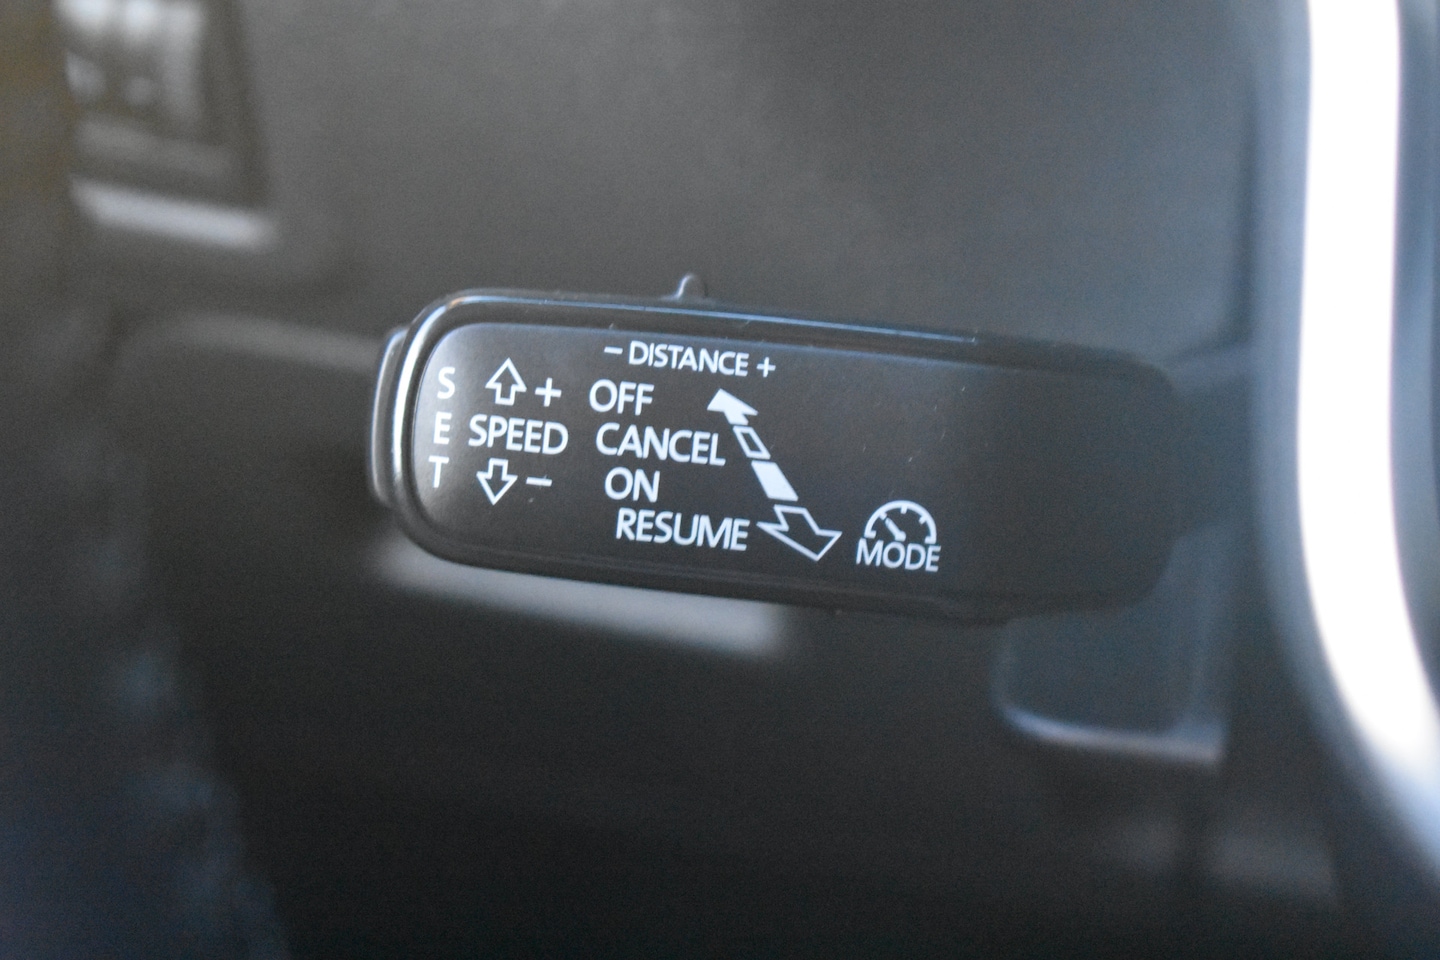 − DISTANCE +
S
E
T
+
SPEED
−
OFF
CANCEL
ON
RESUME
MODE